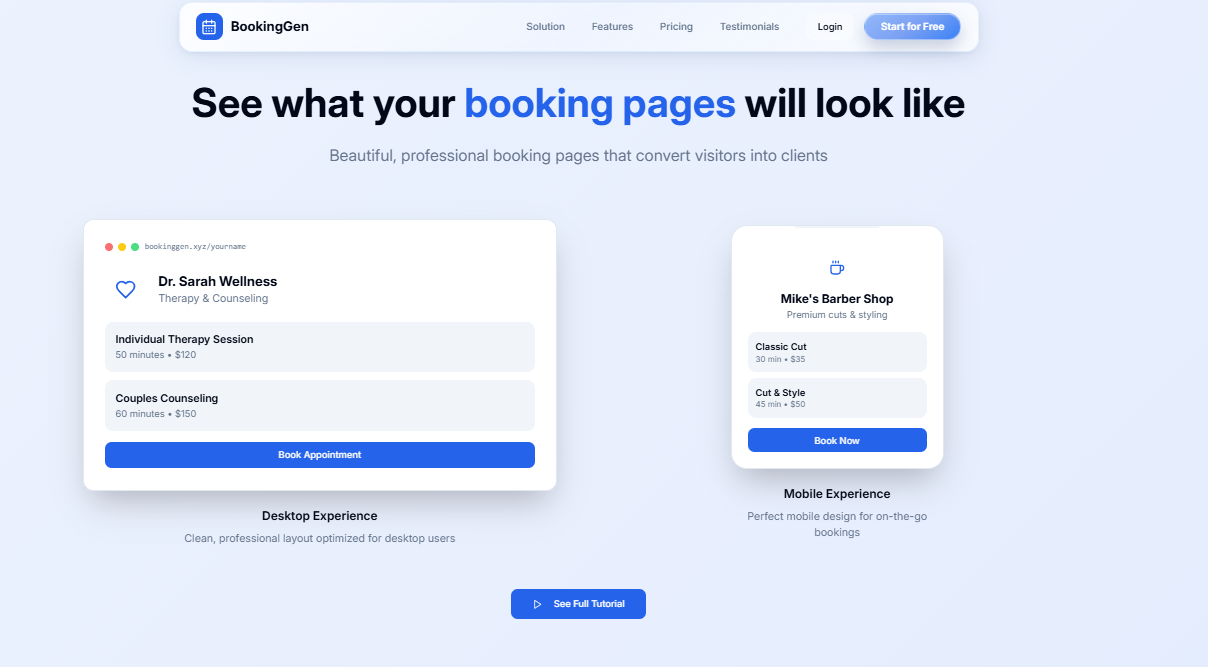 BookingGen
Solution
Features
Pricing
Testimonials
Login
Start for Free
See what your booking pages will look like
Beautiful, professional booking pages that convert visitors into clients
bookinggen.xyz/yourname
Dr. Sarah Wellness
Therapy & Counseling
Individual Therapy Session
50 minutes • $120
Couples Counseling
60 minutes • $150
Book Appointment
Desktop Experience
Clean, professional layout optimized for desktop users
Mike's Barber Shop
Premium cuts & styling
Classic Cut
30 min • $35
Cut & Style
45 min • $50
Book Now
Mobile Experience
Perfect mobile design for on-the-go
bookings
See Full Tutorial